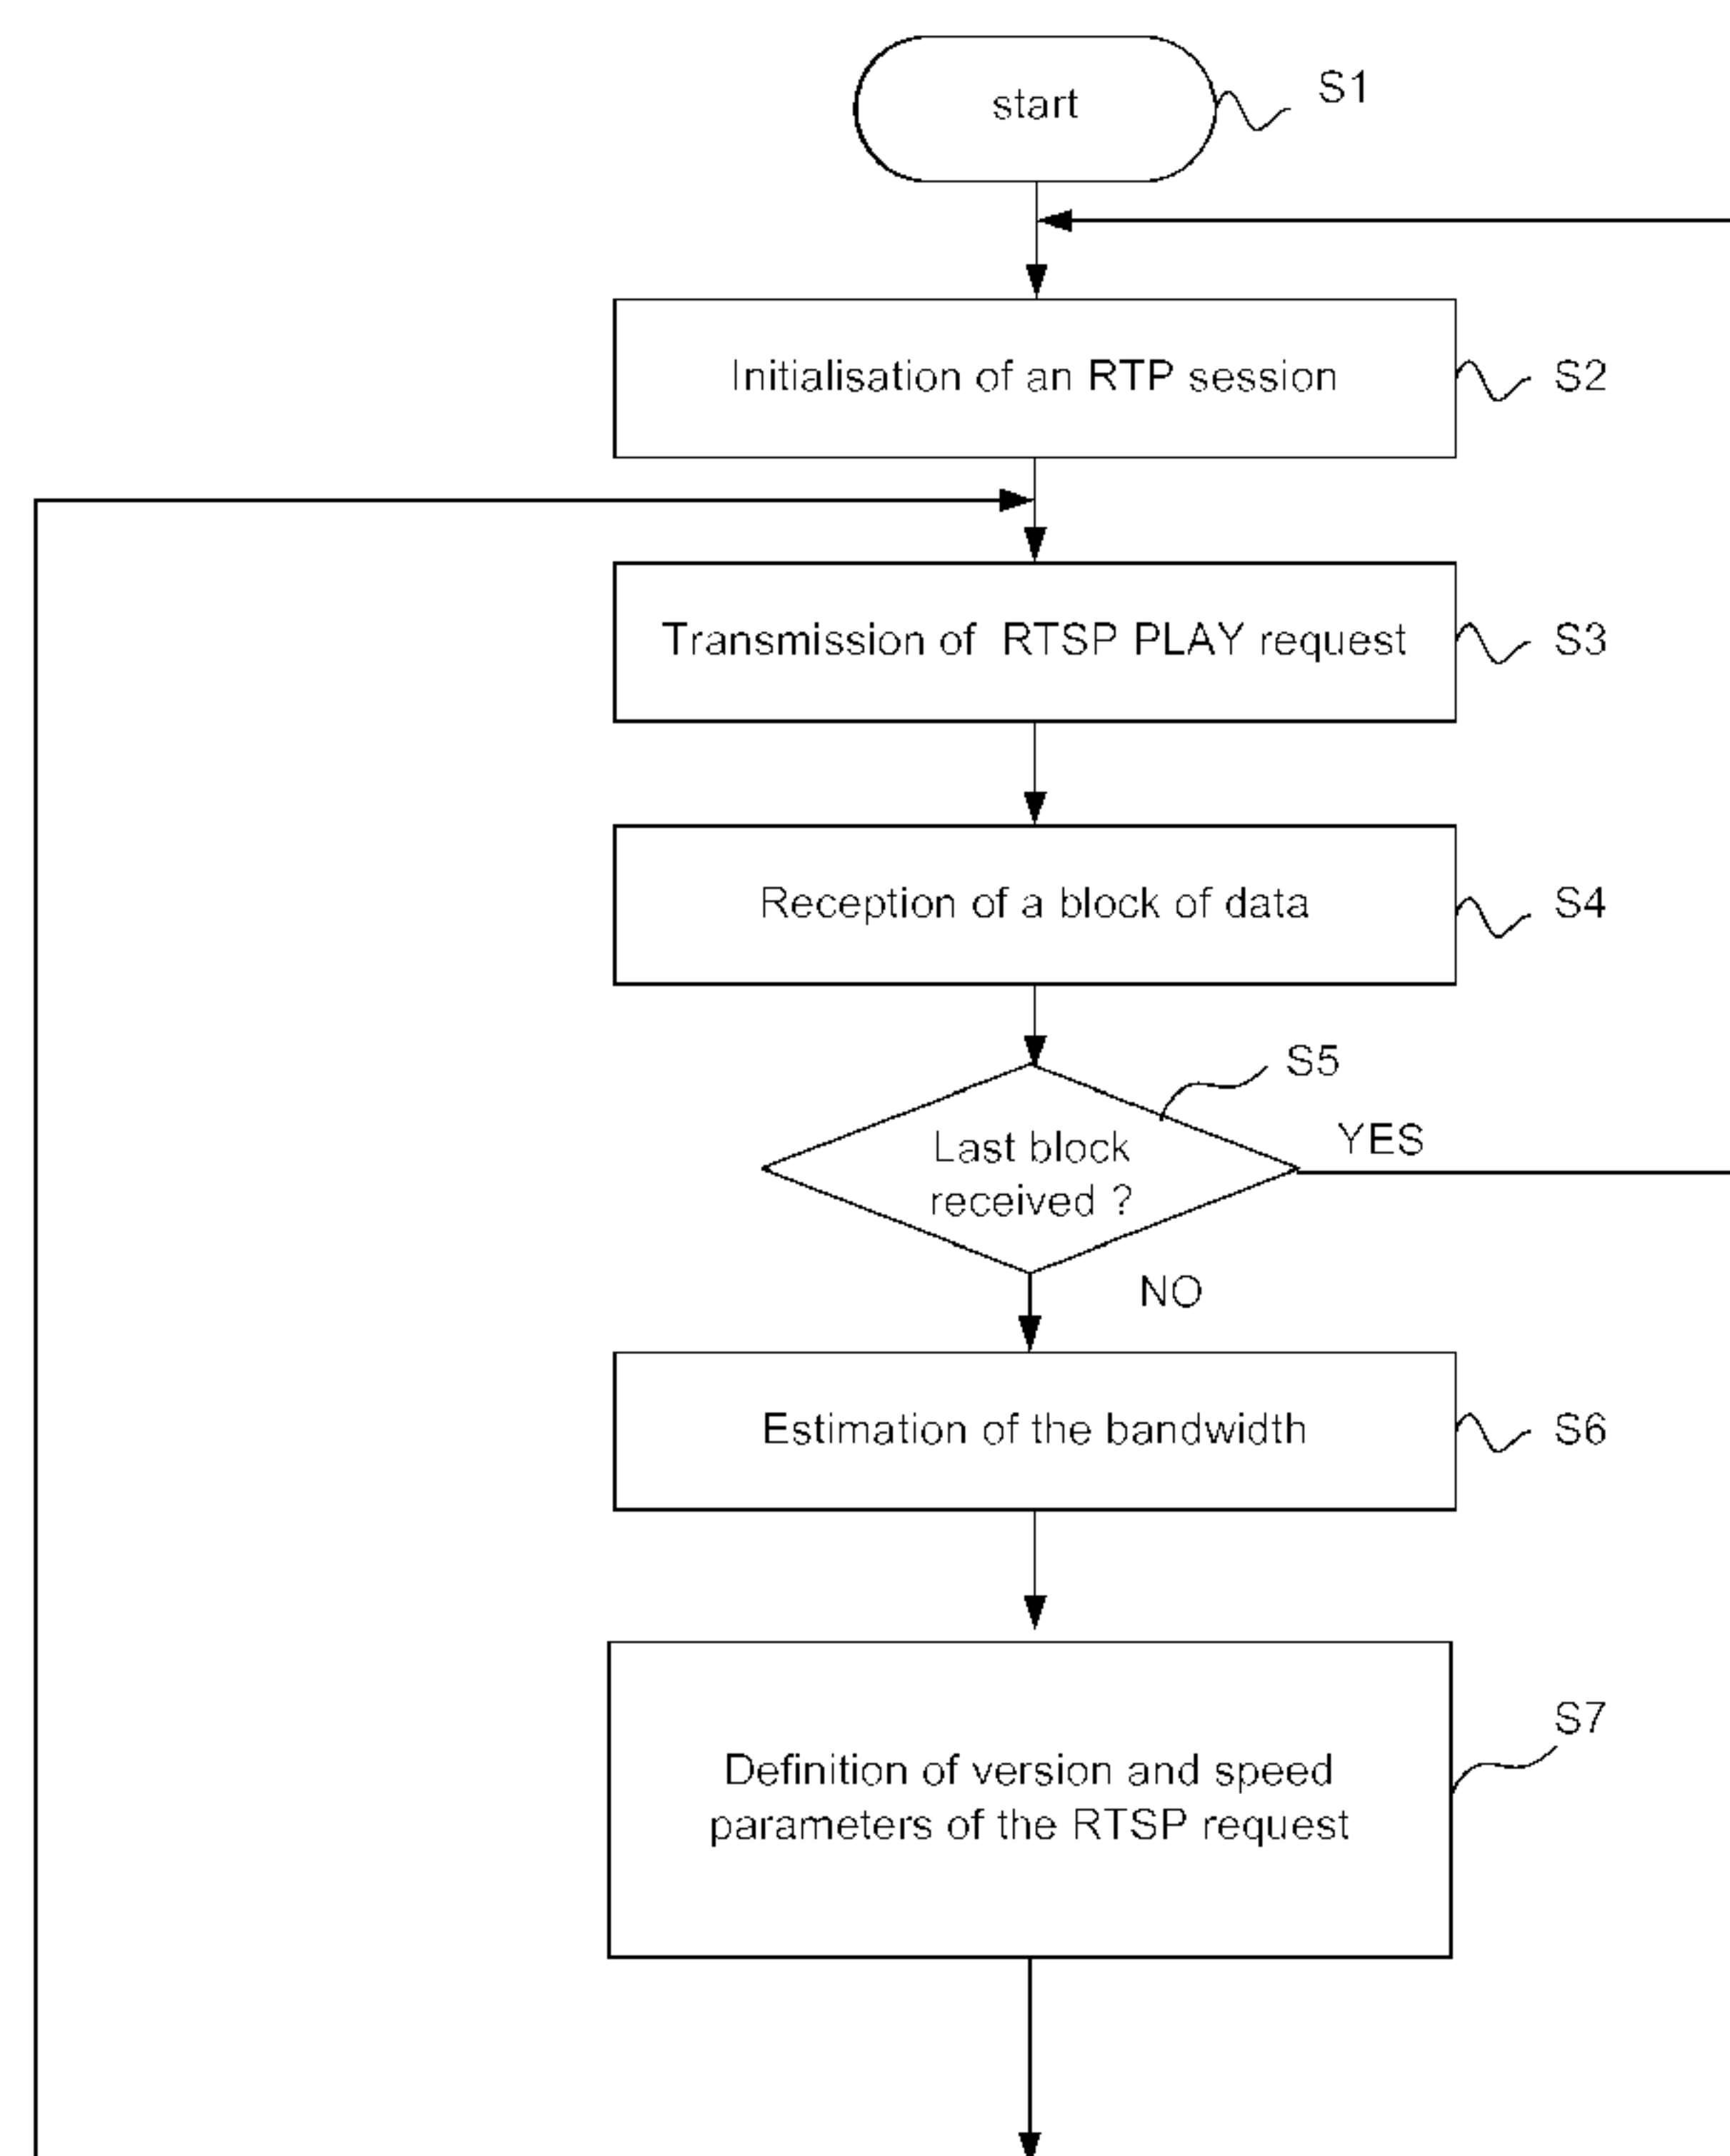 start
S1
Initialisation of an RTP session
S2
Transmission of RTSP PLAY request
S3
Reception of a block of data
S4
S5
Last block
received ?
YES
NO
Estimation of the bandwidth
S6
S7
Definition of version and speed
parameters of the RTSP request